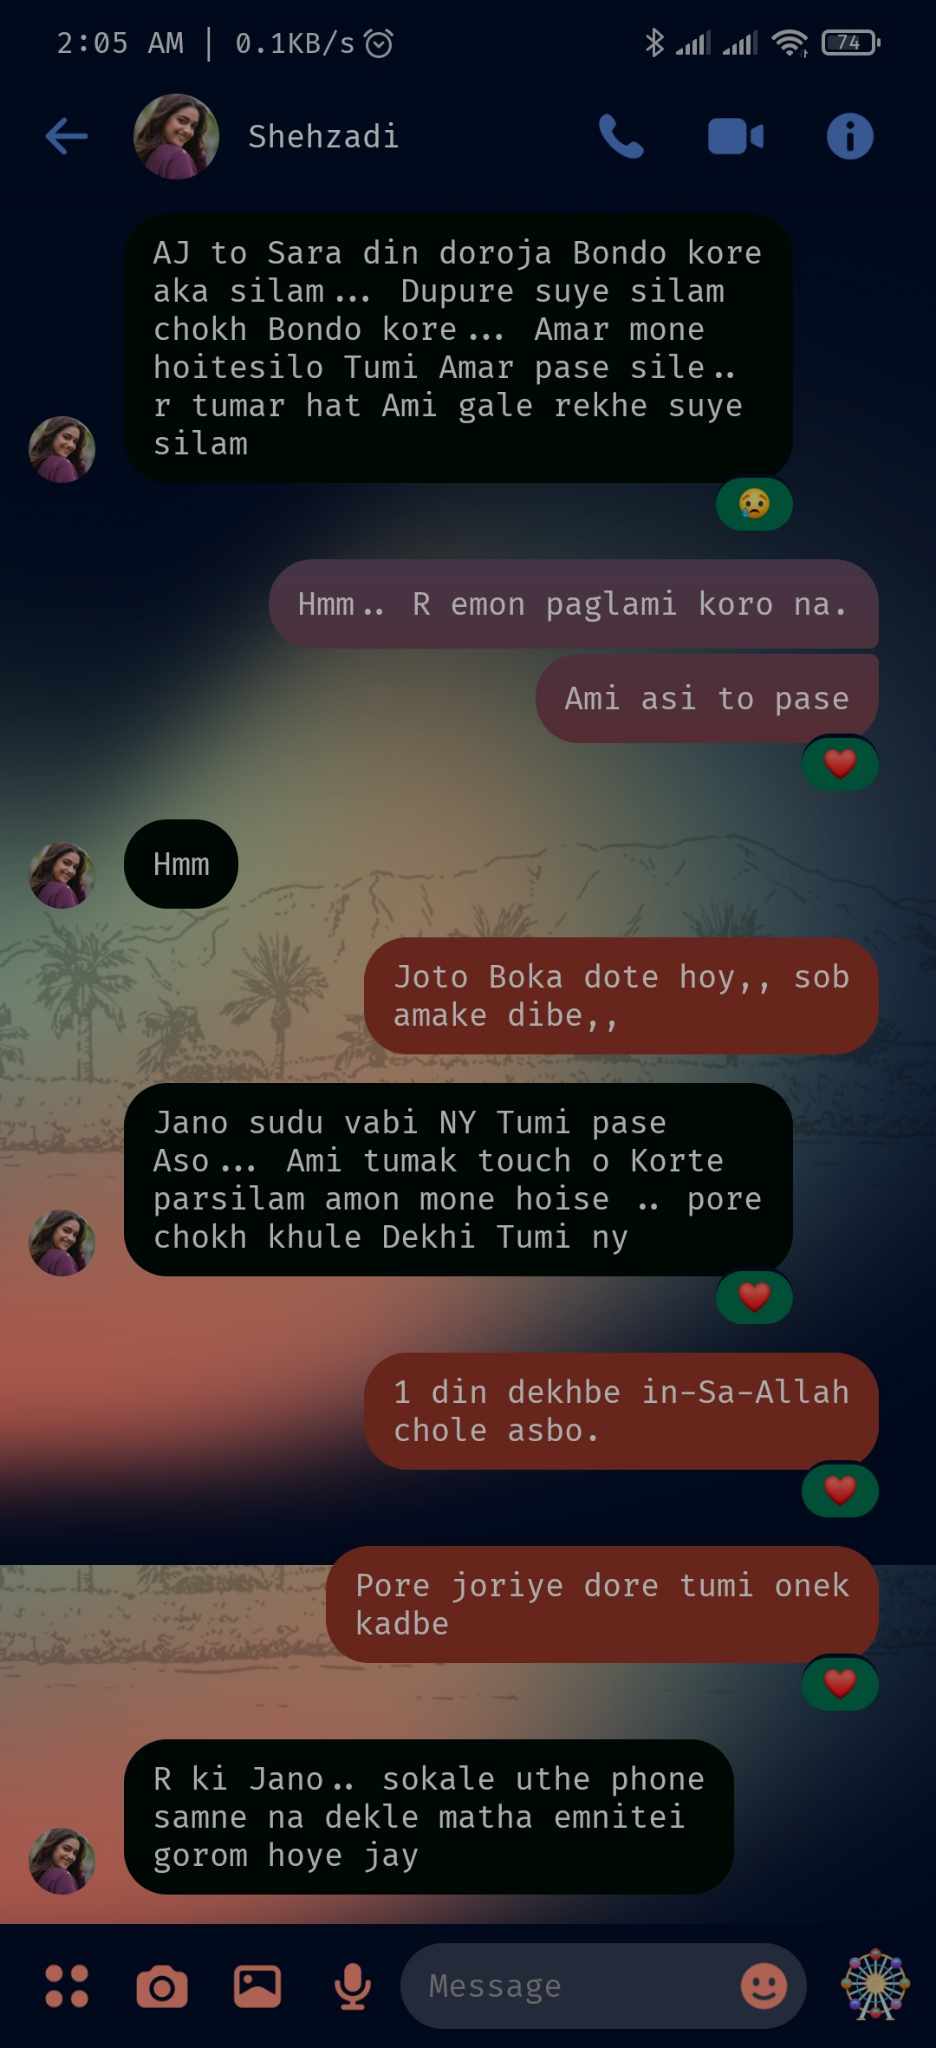 2:05 AM | 0.1KB/s
74
Shehzadi
AJ to Sara din doroja Bondo kore
aka silam... Dupure suye silam
chokh Bondo kore... Amar mone
hoitesilo Tumi Amar pase sile..
r tumar hat Ami gale rekhe suye
silam
Hmm.. R emon paglami koro na.
Ami asi to pase
Hmm
Joto Boka dote hoy,, sob
amake dibe,,
Jano sudu vabi NY Tumi pase
Aso... Ami tumak touch o Korte
parsilam amon mone hoise .. pore
chokh khule Dekhi Tumi ny
1 din dekhbe in-Sa-Allah
chole asbo.
Pore joriye dore tumi onek
kadbe
R ki Jano.. sokale uthe phone
samne na dekle matha emnitei
gorom hoye jay
Message